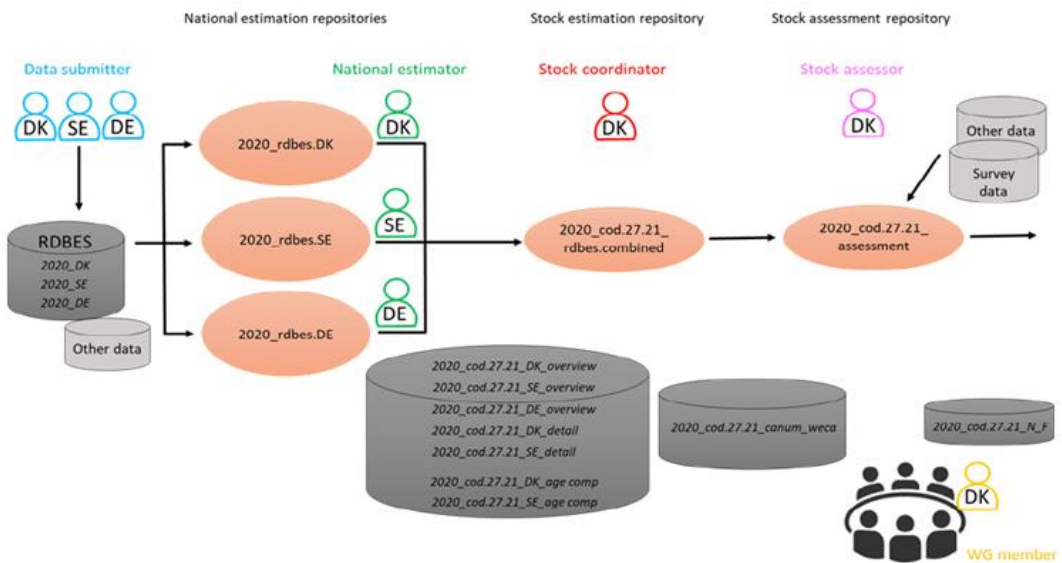 National estimation repositories
Stock estimation repository
Stock assessment repository
Data submitter
National estimator
Stock coordinator
Stock assessor
DK
SE
DE
DK
DK
DK
Other data
Survey
data
2020_rdbes.DK
RDBES
2020_DK
2020_SE
2020_DE
Other data
2020_rdbes.SE
SE
2020_cod.27.21_
rdbes.combined
2020_cod.27.21_
assessment
2020_rdbes.DE
DE
2020_cod.27.21_DK_overview
2020_cod.27.21_SE_overview
2020_cod.27.21_DE_overview
2020_cod.27.21_DK_detail
2020_cod.27.21_SE_detail
2020_cod.27.21_DK_age comp
2020_cod.27.21_SE_age comp
2020_cod.27.21_canum_weca
2020_cod.27.21_N_F
DK
WG member